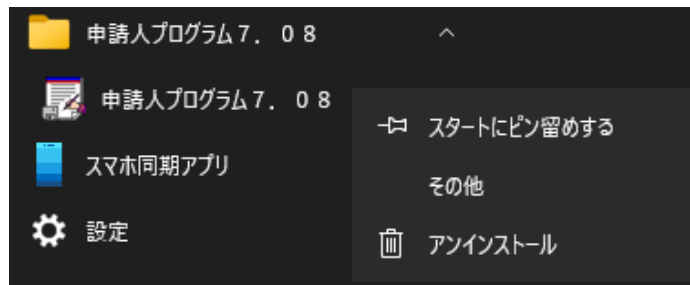 申請人プログラム７．０８
申請人プログラム７．０８
スマホ同期アプリ
設定
スタートにピン留めする
その他
アンインストール